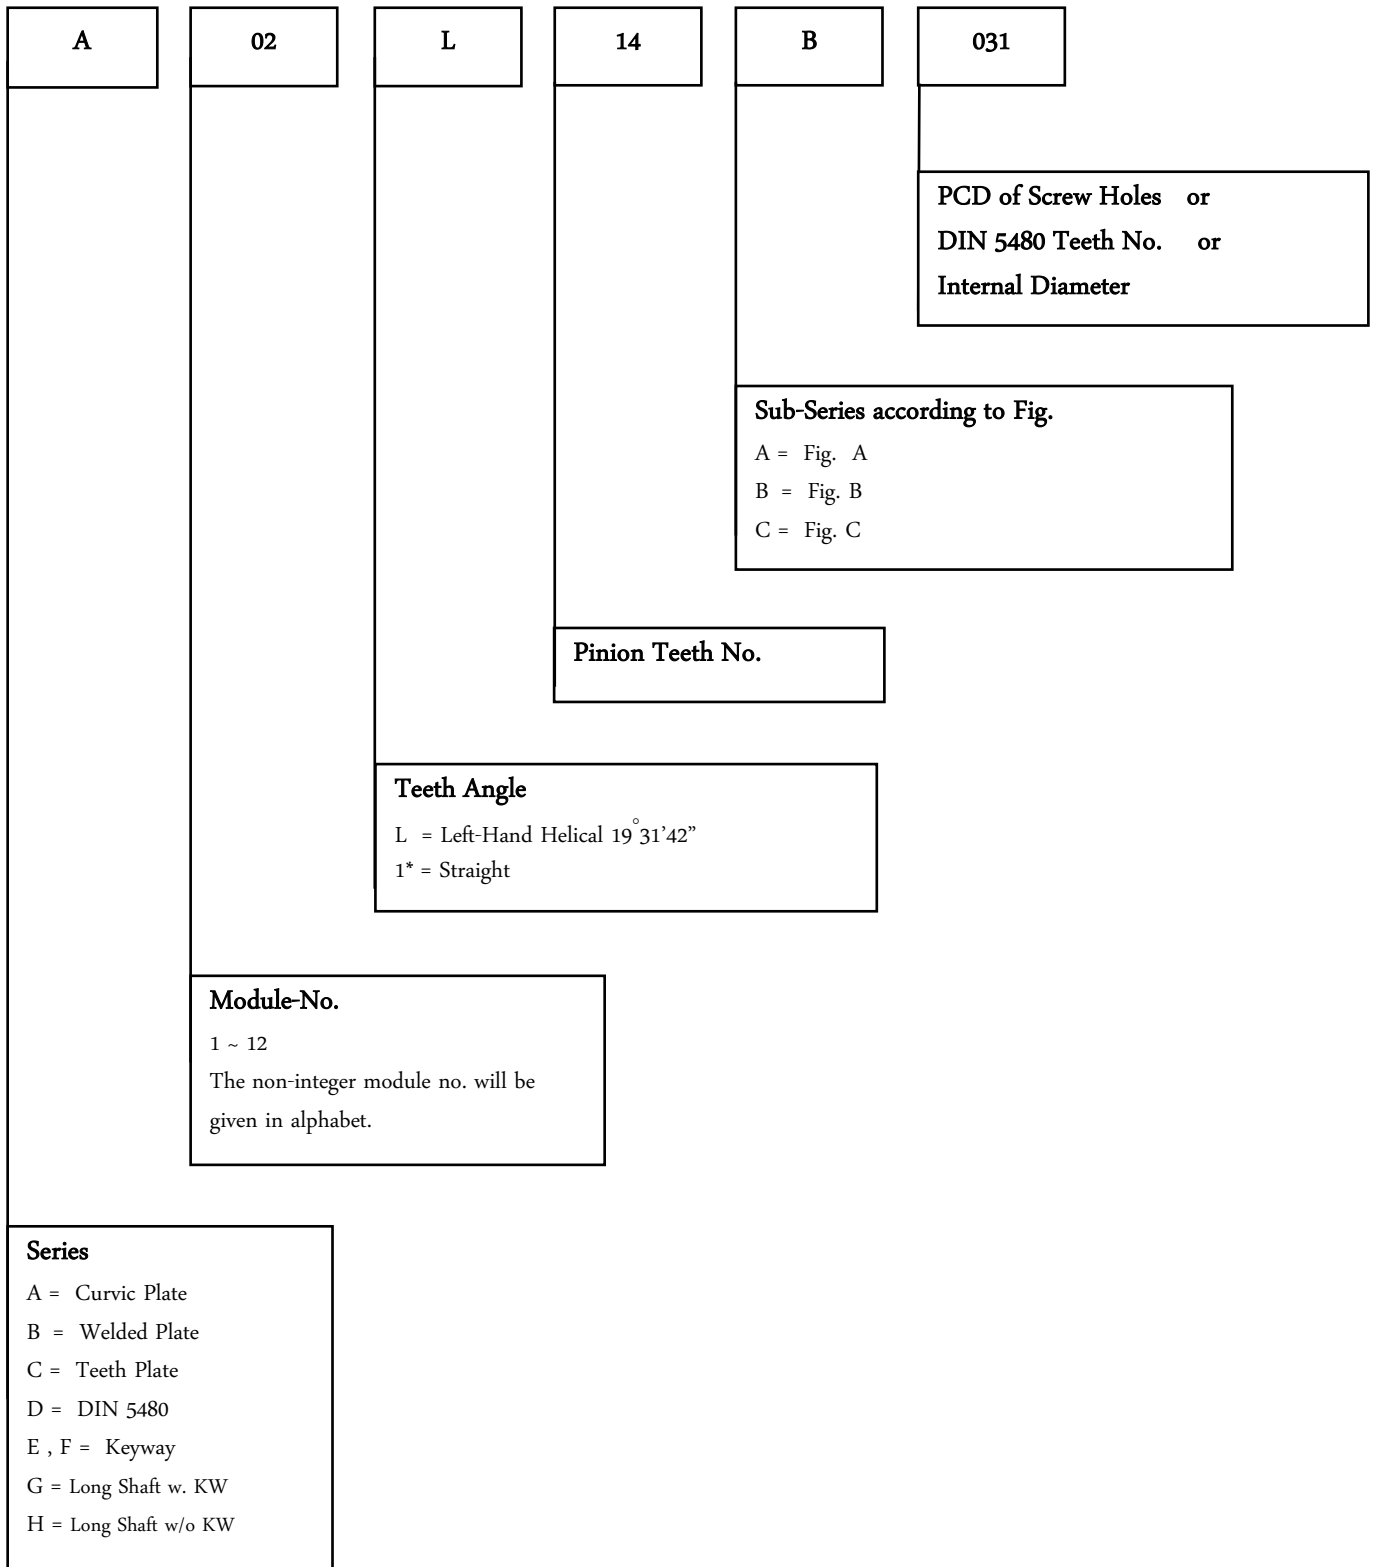 A 02 L 14 B 031
PCD of Screw Holes or
DIN 5480 Teeth No. or
Internal Diameter
Sub-Series according to Fig.
A = Fig. A
B = Fig. B
C = Fig. C
Pinion Teeth No.
Teeth Angle
L = Left-Hand Helical 19°31’42”
1* = Straight
Module-No.
1 ~ 12
The non-integer module no. will be
given in alphabet.
Series
A = Curvic Plate
B = Welded Plate
C = Teeth Plate
D = DIN 5480
E , F = Keyway
G = Long Shaft w. KW
H = Long Shaft w/o KW